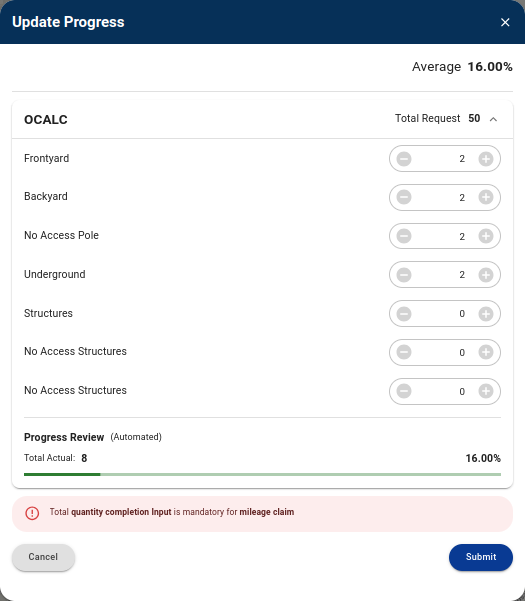 Update Progress
Average 16.00%
OCALC Total Request 50
Frontyard 2
Backyard 2
No Access Pole 2
Underground 2
Structures 0
No Access Structures 0
No Access Structures 0
Progress Review (Automated)
Total Actual: 8 16.00%
Total quantity completion Input is mandatory for mileage claim
Cancel Submit